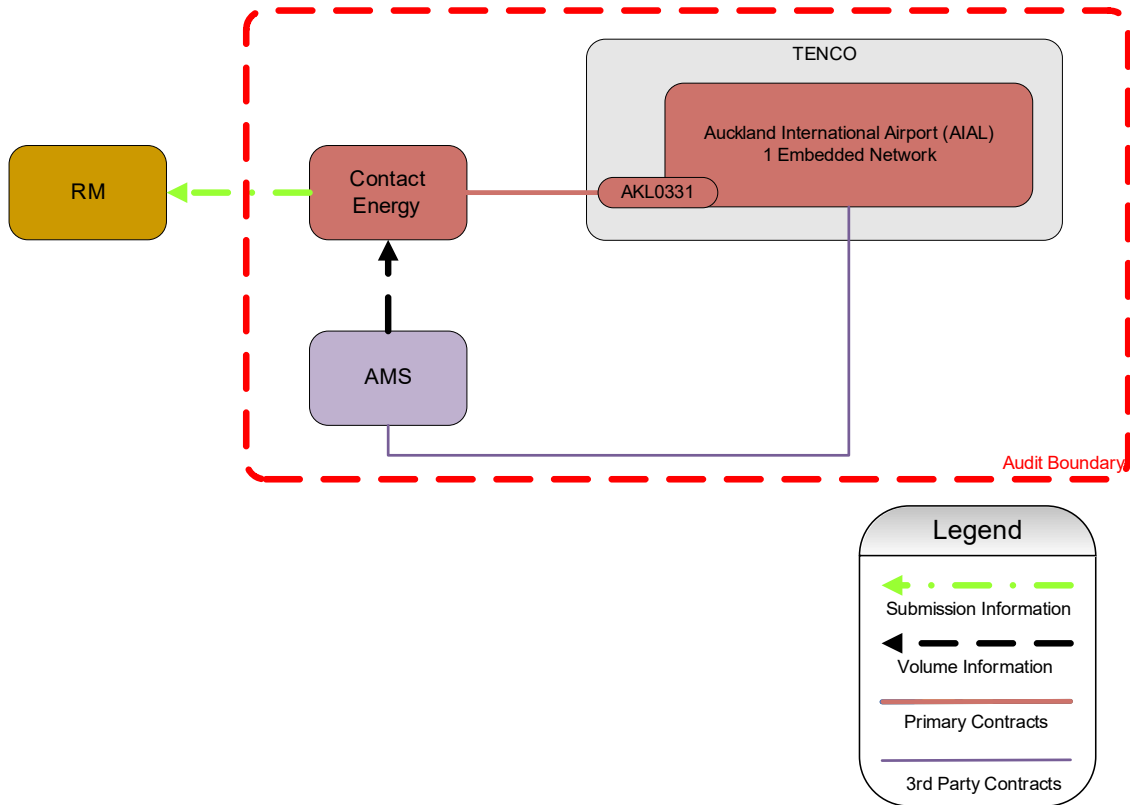 TENCO
Auckland International Airport (AIAL)
1 Embedded Network
RM
Contact
Energy
AKL0331
AMS
Audit Boundary
Legend
Submission Information
Volume Information
Primary Contracts
3rd Party Contracts